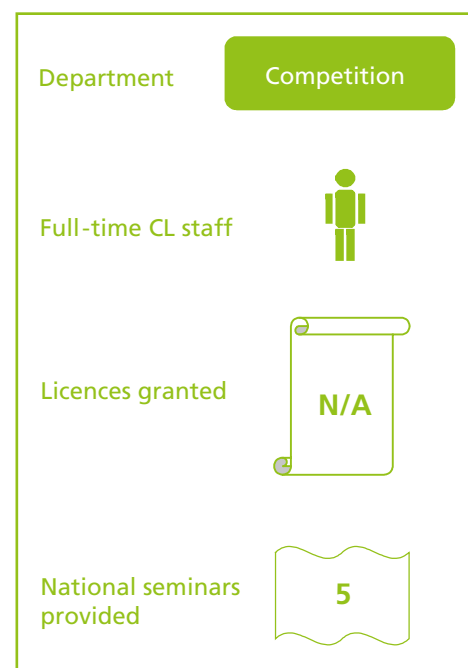 Department Competition
Full-time CL staff
Licences granted N/A
National seminars
provided 5